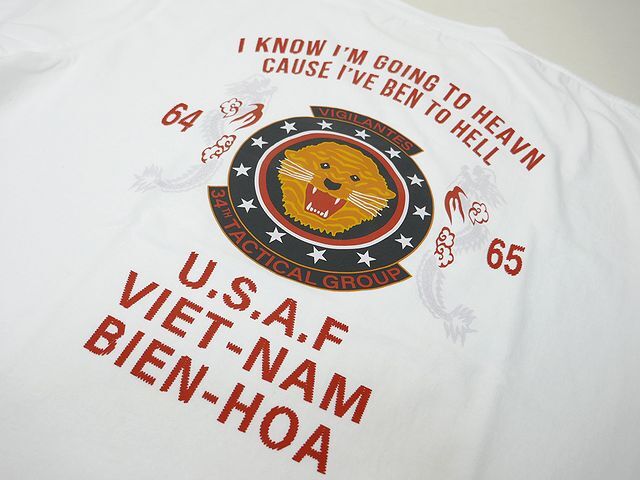 I KNOW I'M GOING TO HEAVN
CAUSE I'VE BEN TO HELL
64
VIGILANTES
34TH TACTICAL GROUP
65
U.S.A.F
VIET-NAM
BIEN-HOA